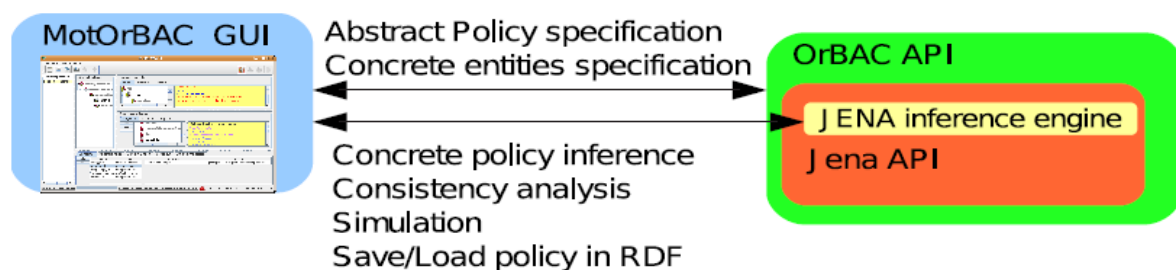 MotOrBAC GUI
Abstract Policy specification
Concrete entities specification
OrBAC API
JENA inference engine
Jena API
Concrete policy inference
Consistency analysis
Simulation
Save/Load policy in RDF